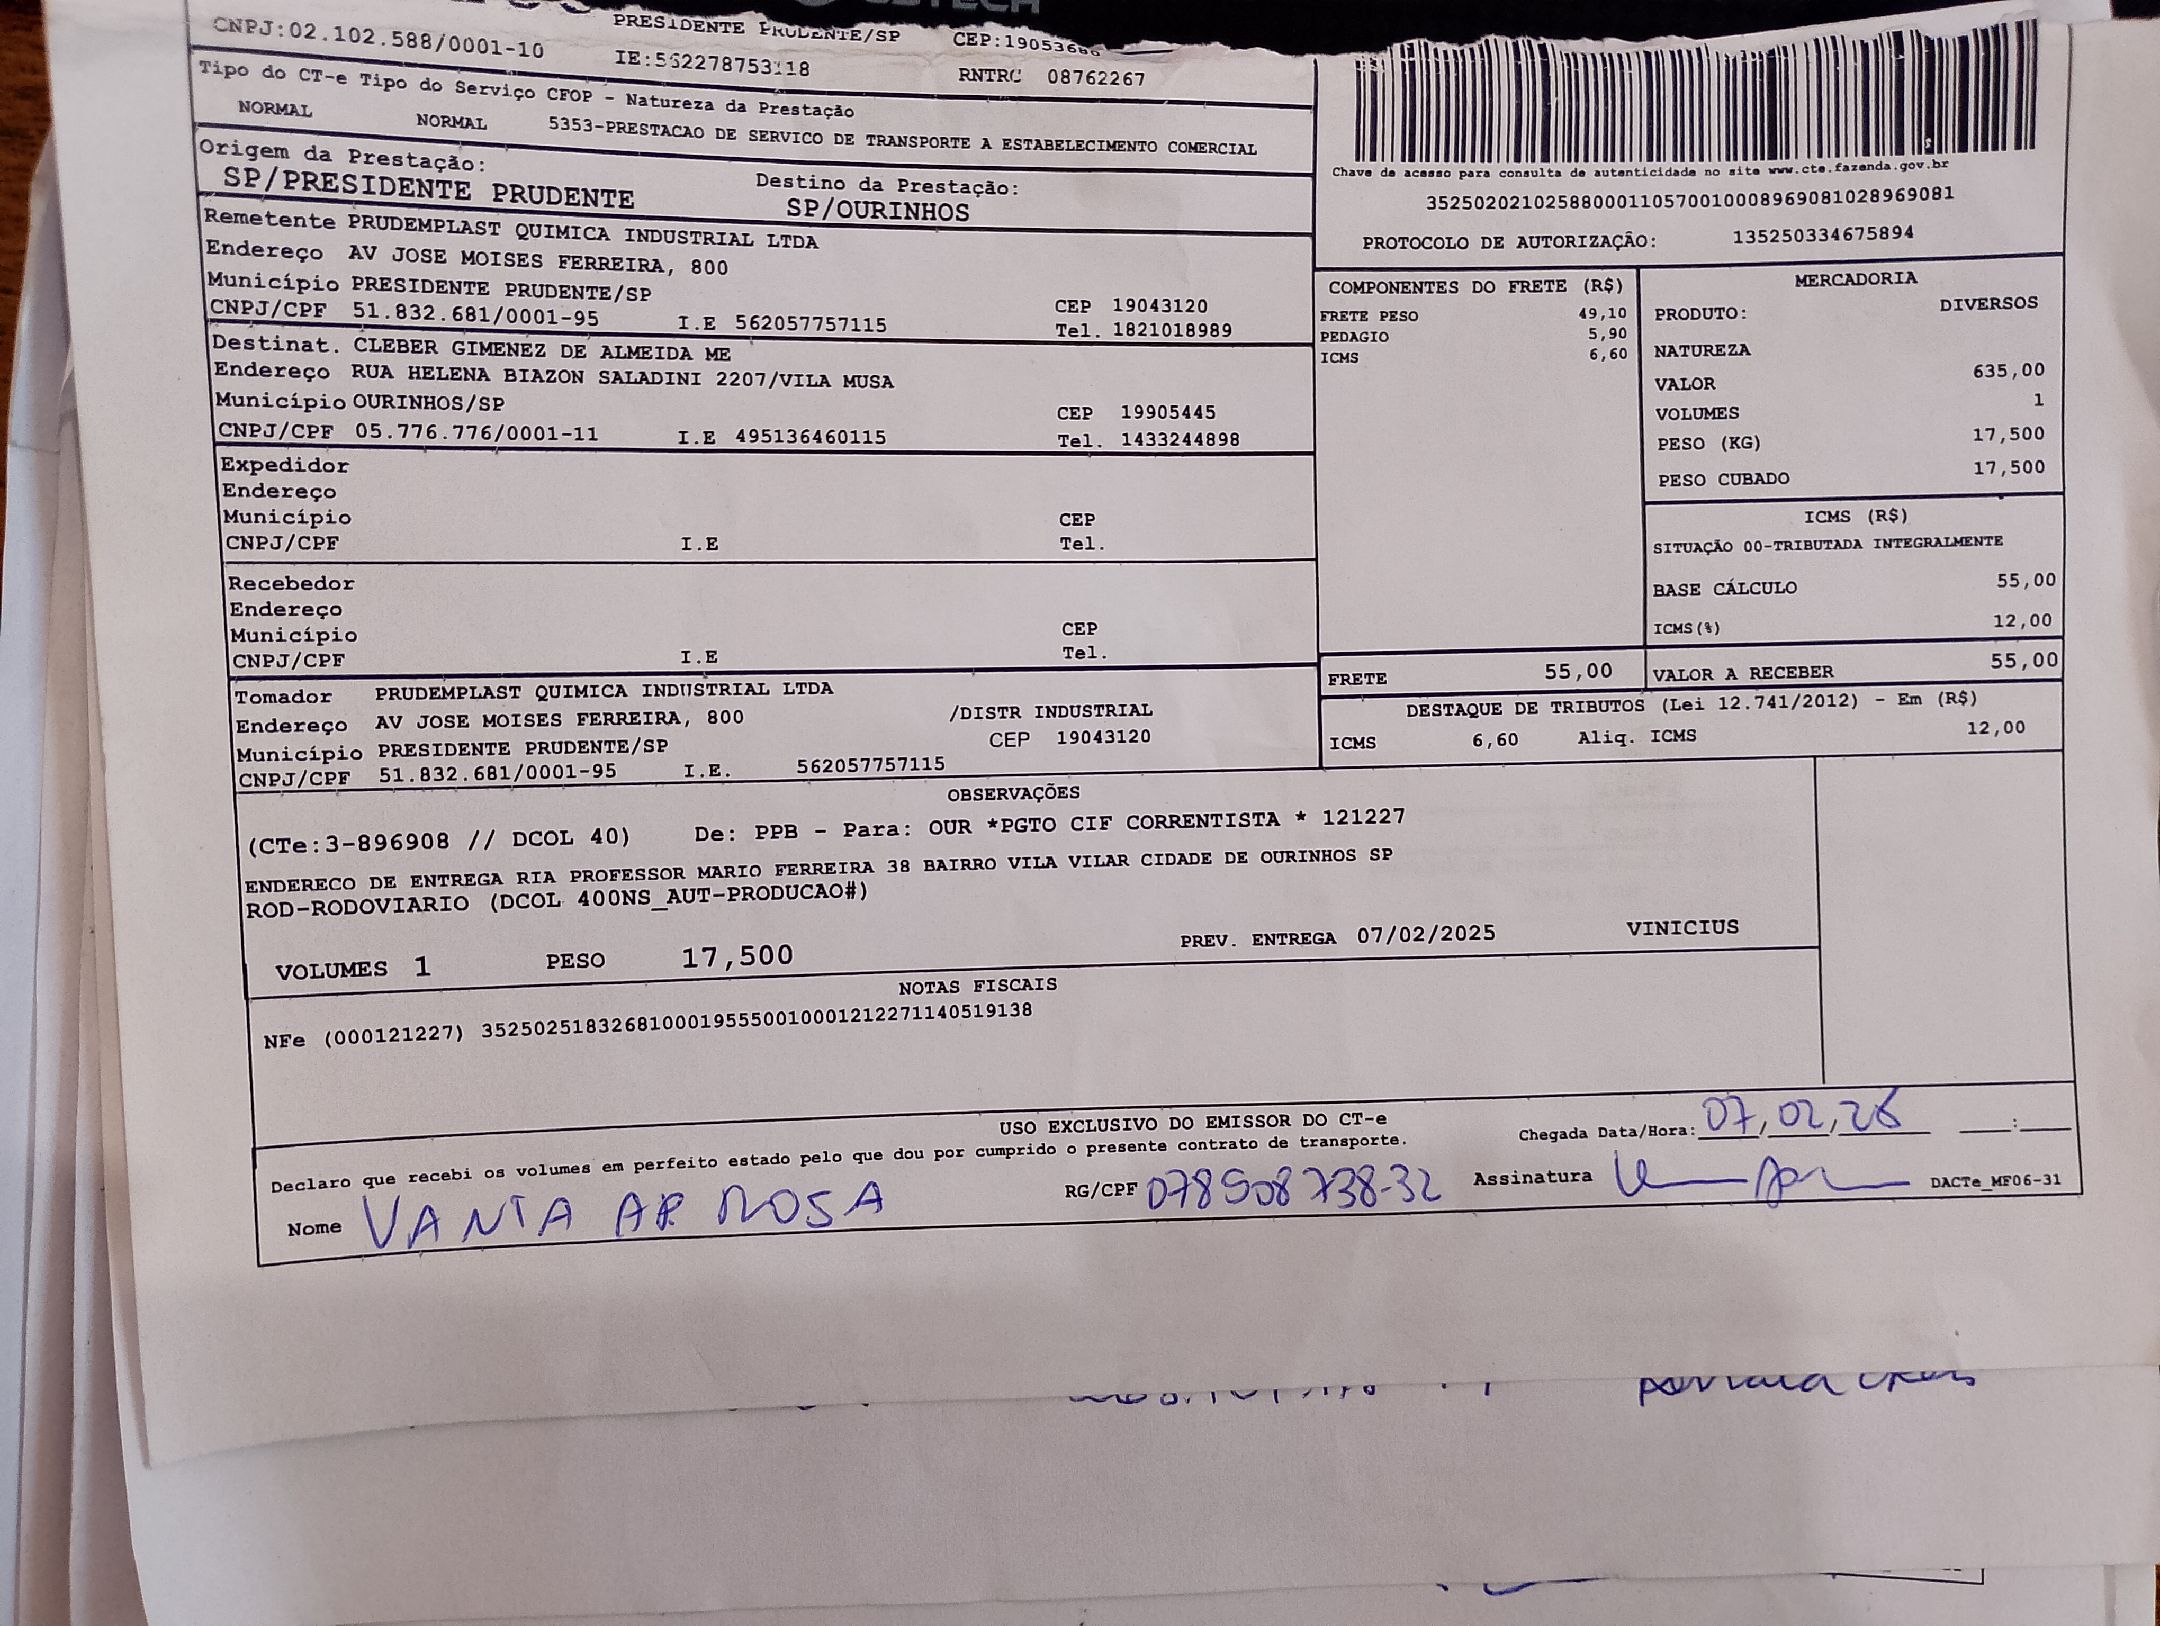 PRESIDENTE PRUDENTE/SP CEP:19053680
CNPJ:02.102.588/0001-10 IE:562278753118 RNTRC 08762267
Tipo do CT-e Tipo do Serviço CFOP - Natureza da Prestação
NORMAL NORMAL 5353-PRESTACAO DE SERVICO DE TRANSPORTE A ESTABELECIMENTO COMERCIAL
Origem da Prestação: Destino da Prestação:
SP/PRESIDENTE PRUDENTE SP/OURINHOS
Remetente PRUDEMPLAST QUIMICA INDUSTRIAL LTDA
Endereço AV JOSE MOISES FERREIRA, 800
Município PRESIDENTE PRUDENTE/SP CEP 19043120
CNPJ/CPF 51.832.681/0001-95 I.E 562057757115 Tel. 1821018989
Destinat. CLEBER GIMENEZ DE ALMEIDA ME
Endereço RUA HELENA BIAZON SALADINI 2207/VILA MUSA
Município OURINHOS/SP CEP 19905445
CNPJ/CPF 05.776.776/0001-11 I.E 495136460115 Tel. 1433244898
Expedidor
Endereço
Município CEP
CNPJ/CPF I.E Tel.
Recebedor
Endereço
Município CEP
CNPJ/CPF I.E Tel.
Tomador PRUDEMPLAST QUIMICA INDUSTRIAL LTDA
Endereço AV JOSE MOISES FERREIRA, 800 /DISTR INDUSTRIAL
Município PRESIDENTE PRUDENTE/SP CEP 19043120
CNPJ/CPF 51.832.681/0001-95 I.E. 562057757115
Chave de acesso para consulta de autenticidade no site www.cte.fazenda.gov.br
35250202102588000110570010008969081028969081
PROTOCOLO DE AUTORIZAÇÃO: 135250334675894
COMPONENTES DO FRETE (R$)
FRETE PESO 49,10
PEDAGIO 5,90
ICMS 6,60
MERCADORIA
PRODUTO: DIVERSOS
NATUREZA
VALOR 635,00
VOLUMES 1
PESO (KG) 17,500
PESO CUBADO 17,500
ICMS (R$)
SITUAÇÃO 00-TRIBUTADA INTEGRALMENTE
BASE CÁLCULO 55,00
ICMS(%) 12,00
FRETE 55,00 VALOR A RECEBER 55,00
DESTAQUE DE TRIBUTOS (Lei 12.741/2012) - Em (R$)
ICMS 6,60 Aliq. ICMS 12,00
OBSERVAÇÕES
(CTe:3-896908 // DCOL 40) De: PPB - Para: OUR *PGTO CIF CORRENTISTA * 121227
ENDERECO DE ENTREGA RIA PROFESSOR MARIO FERREIRA 38 BAIRRO VILA VILAR CIDADE DE OURINHOS SP
ROD-RODOVIARIO (DCOL 400NS_AUT-PRODUCAO#)
VOLUMES 1 PESO 17,500 PREV. ENTREGA 07/02/2025 VINICIUS
NOTAS FISCAIS
NFe (000121227) 35250251832681000195550010001212271140519138
USO EXCLUSIVO DO EMISSOR DO CT-e
Declaro que recebi os volumes em perfeito estado pelo que dou por cumprido o presente contrato de transporte.
Chegada Data/Hora: 07,02,25 __:__
Nome VANIA AP ROSA RG/CPF 078508738-32 Assinatura DACTe_MF06-31